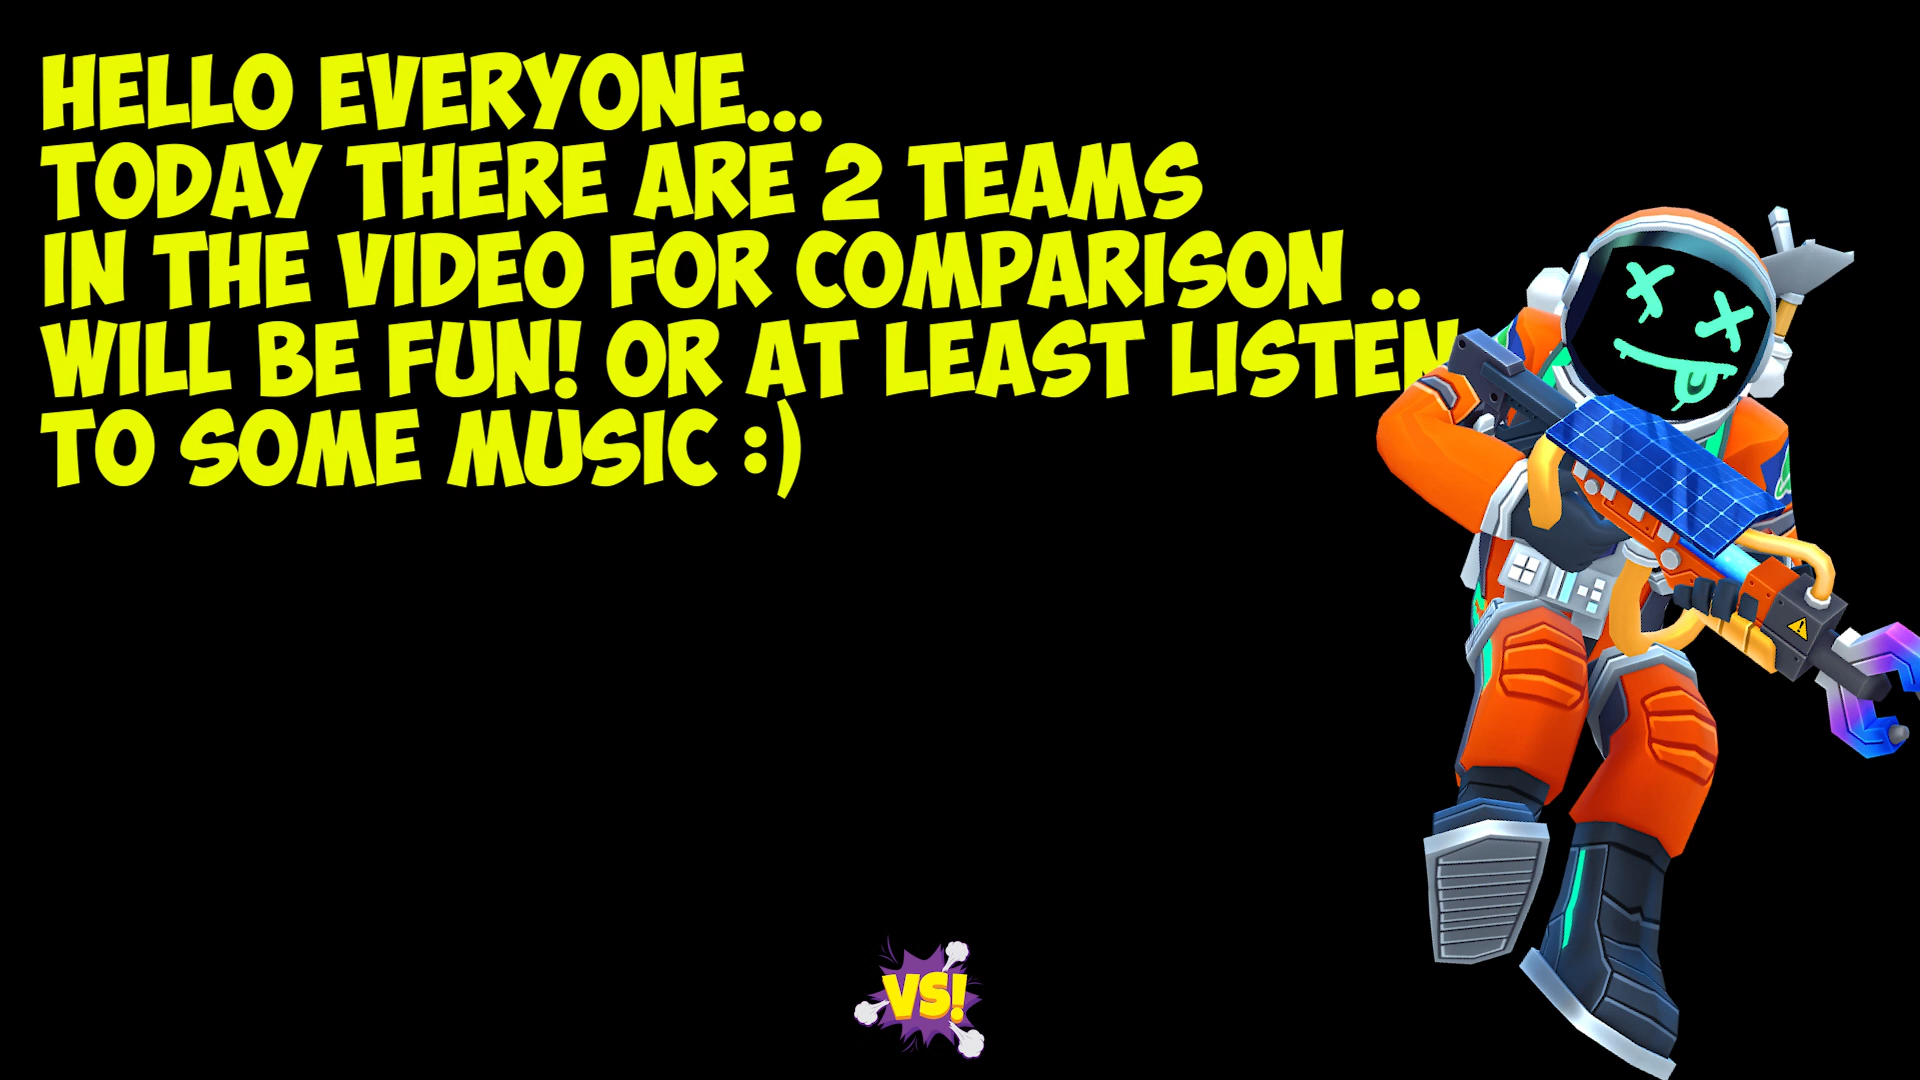 HELLO EVERYONE...
TODAY THERE ARE 2 TEAMS
IN THE VIDEO FOR COMPARISON ..
WILL BE FUN! OR AT LEAST LISTEN
TO SOME MUSIC :)
VS!